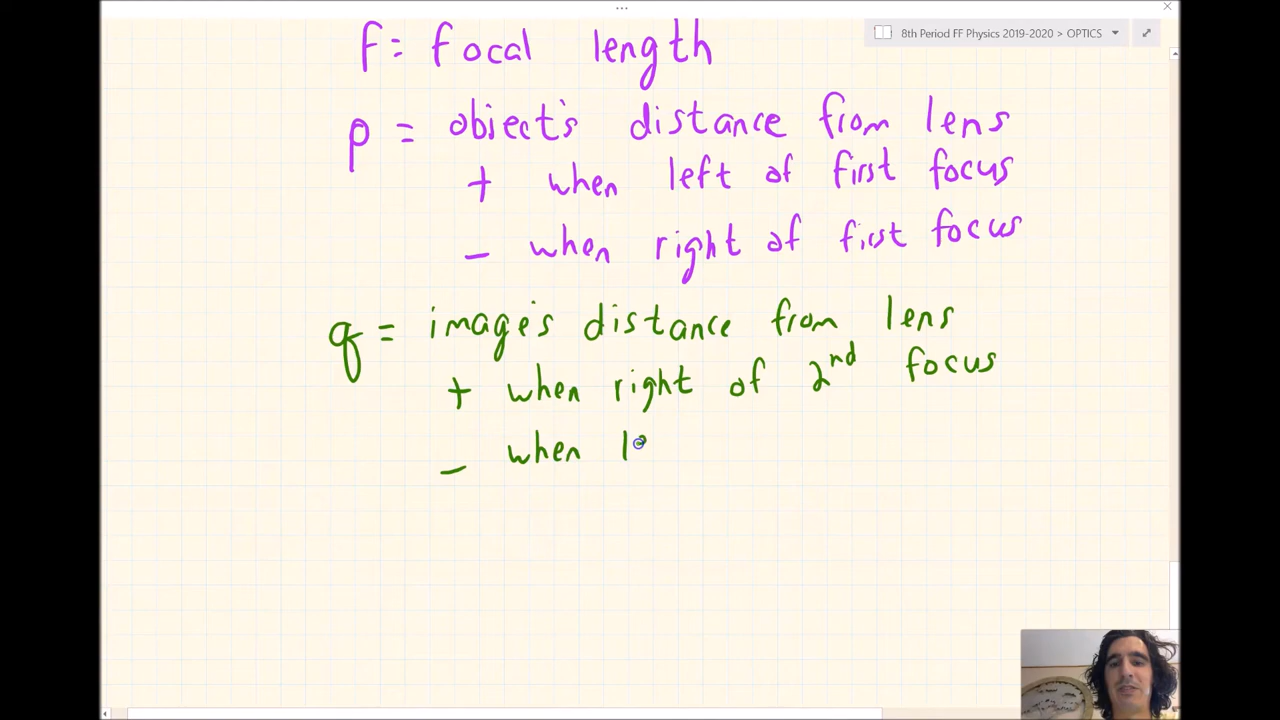 8th Period FF Physics 2019-2020 > OPTICS
f = focal length
p = object's distance from lens
+ when left of first focus
- when right of first focus
q = image's distance from lens
+ when right of 2nd focus
- when